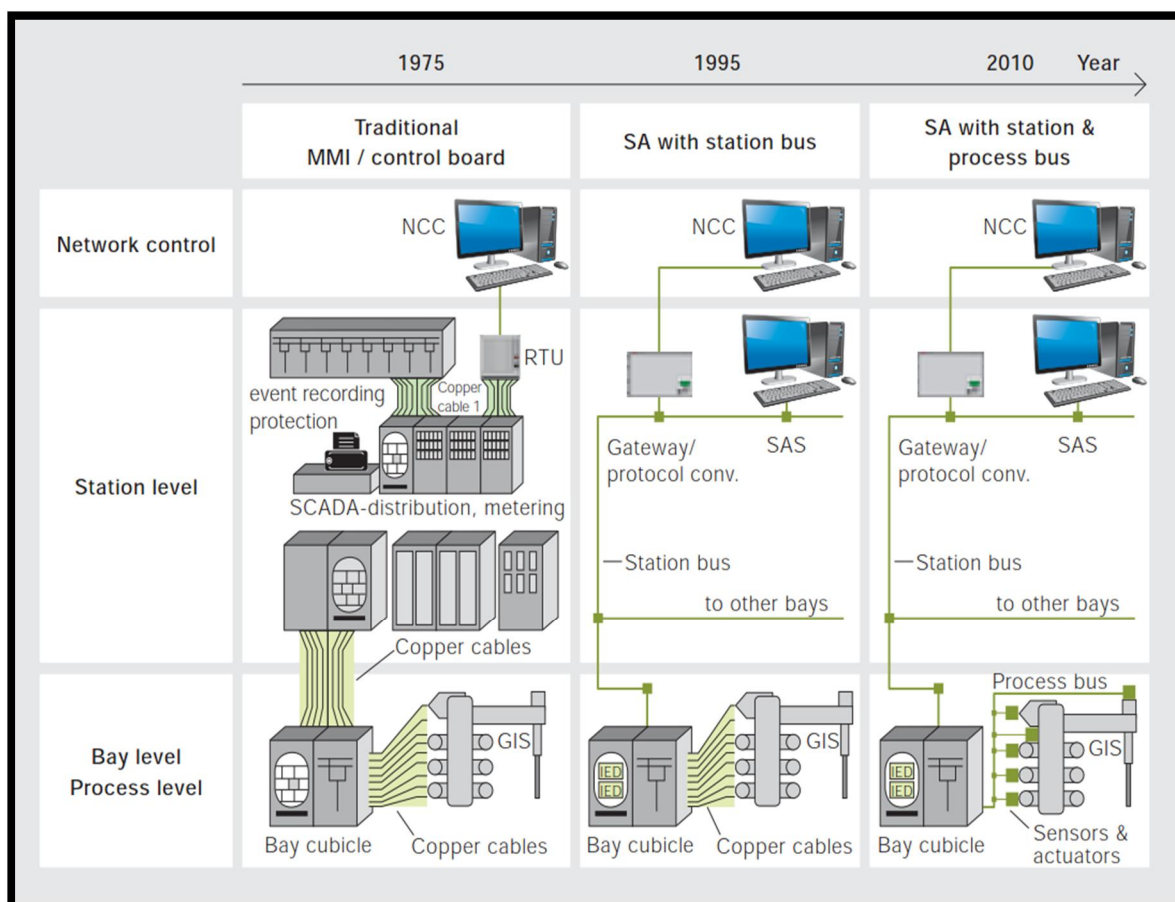 1975
1995
2010
Year
Traditional
MMI / control board
SA with station bus
SA with station &
process bus
Network control
NCC
NCC
NCC
Station level
RTU
event recording
protection
Copper
cable 1
SCADA-distribution, metering
Copper cables
Gateway/
protocol conv.
SAS
Station bus
to other bays
Gateway/
protocol conv.
SAS
Station bus
to other bays
Bay level
Process level
GIS
Bay cubicle
Copper cables
IED
IED
GIS
Bay cubicle
Copper cables
Process bus
IED
IED
GIS
Bay cubicle
Sensors &
actuators